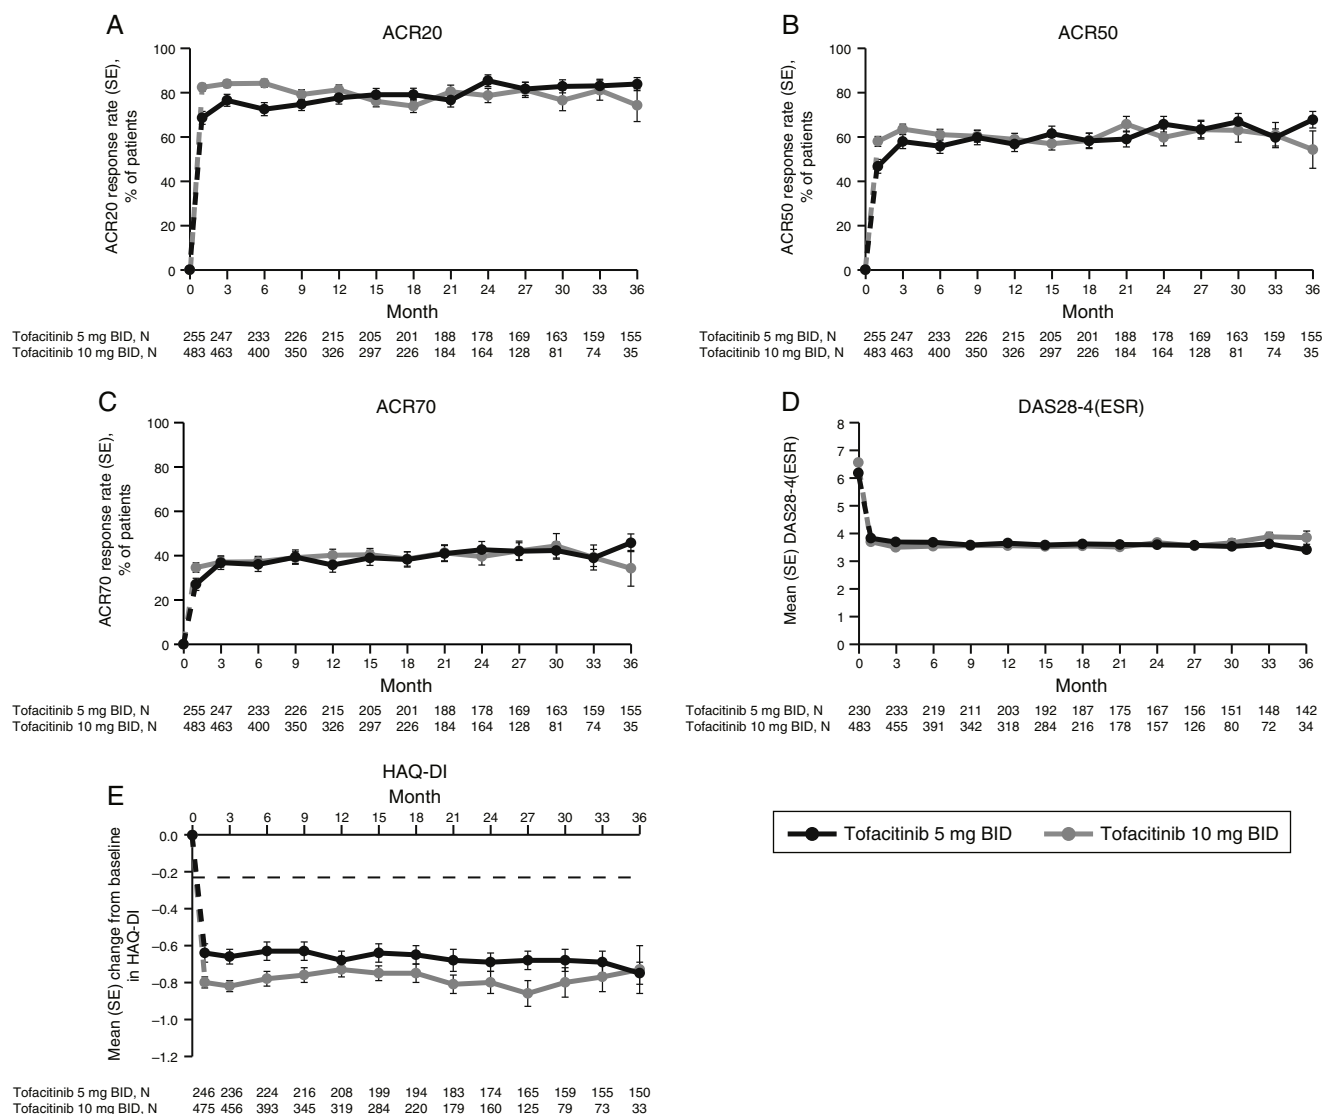 A
ACR20
ACR20 response rate (SE),
% of patients
100
80
60
40
20
0
0 3 6 9 12 15 18 21 24 27 30 33 36
Month
Tofacitinib 5 mg BID, N 255 247 233 226 215 205 201 188 178 169 163 159 155
Tofacitinib 10 mg BID, N 483 463 400 350 326 297 226 184 164 128 81 74 35
B
ACR50
ACR50 response rate (SE),
% of patients
100
80
60
40
20
0
0 3 6 9 12 15 18 21 24 27 30 33 36
Month
Tofacitinib 5 mg BID, N 255 247 233 226 215 205 201 188 178 169 163 159 155
Tofacitinib 10 mg BID, N 483 463 400 350 326 297 226 184 164 128 81 74 35
C
ACR70
ACR70 response rate (SE),
% of patients
100
80
60
40
20
0
0 3 6 9 12 15 18 21 24 27 30 33 36
Month
Tofacitinib 5 mg BID, N 255 247 233 226 215 205 201 188 178 169 163 159 155
Tofacitinib 10 mg BID, N 483 463 400 350 326 297 226 184 164 128 81 74 35
D
DAS28-4(ESR)
Mean (SE) DAS28-4(ESR)
8
7
6
5
4
3
2
1
0
0 3 6 9 12 15 18 21 24 27 30 33 36
Month
Tofacitinib 5 mg BID, N 230 233 219 211 203 192 187 175 167 156 151 148 142
Tofacitinib 10 mg BID, N 483 455 391 342 318 284 216 178 157 126 80 72 34
E
HAQ-DI
Month
0 3 6 9 12 15 18 21 24 27 30 33 36
Mean (SE) change from baseline
in HAQ-DI
0.0
−0.2
−0.4
−0.6
−0.8
−1.0
−1.2
Tofacitinib 5 mg BID, N 246 236 224 216 208 199 194 183 174 165 159 155 150
Tofacitinib 10 mg BID, N 475 456 393 345 319 284 220 179 160 125 79 73 33
Tofacitinib 5 mg BID Tofacitinib 10 mg BID